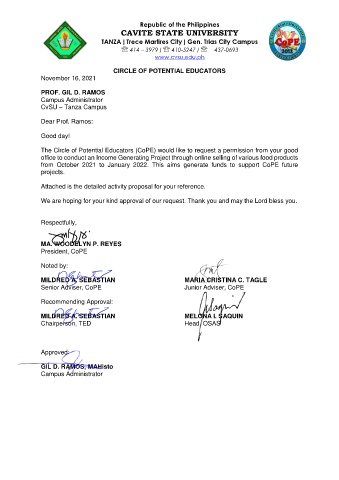 Republic of the Philippines
CAVITE STATE UNIVERSITY
TANZA | Trece Martires City | Gen. Trias City Campus
☏ 414 – 3979 | ☏ 410-5247 | ☏ 437-0693
www.cvsu.edu.ph
CIRCLE OF POTENTIAL EDUCATORS
November 16, 2021
PROF. GIL D. RAMOS
Campus Administrator
CvSU – Tanza Campus
Dear Prof. Ramos:
Good day!
The Circle of Potential Educators (CoPE) would like to request a permission from your good
office to conduct an Income Generating Project through online selling of various food products
from October 2021 to January 2022. This aims generate funds to support CoPE future
projects.
Attached is the detailed activity proposal for your reference.
We are hoping for your kind approval of our request. Thank you and may the Lord bless you.
Respectfully,
MA. WOODELYN P. REYES
President, CoPE
Noted by:
MILDRED A. SEBASTIAN MARIA CRISTINA C. TAGLE
Senior Adviser, CoPE Junior Adviser, CoPE
Recommending Approval:
MILDRED A. SEBASTIAN MELONA I. SAQUIN
Chairperson, TED Head, OSAS
Approved:
GIL D. RAMOS, MAHisto
Campus Administrator
CoPE